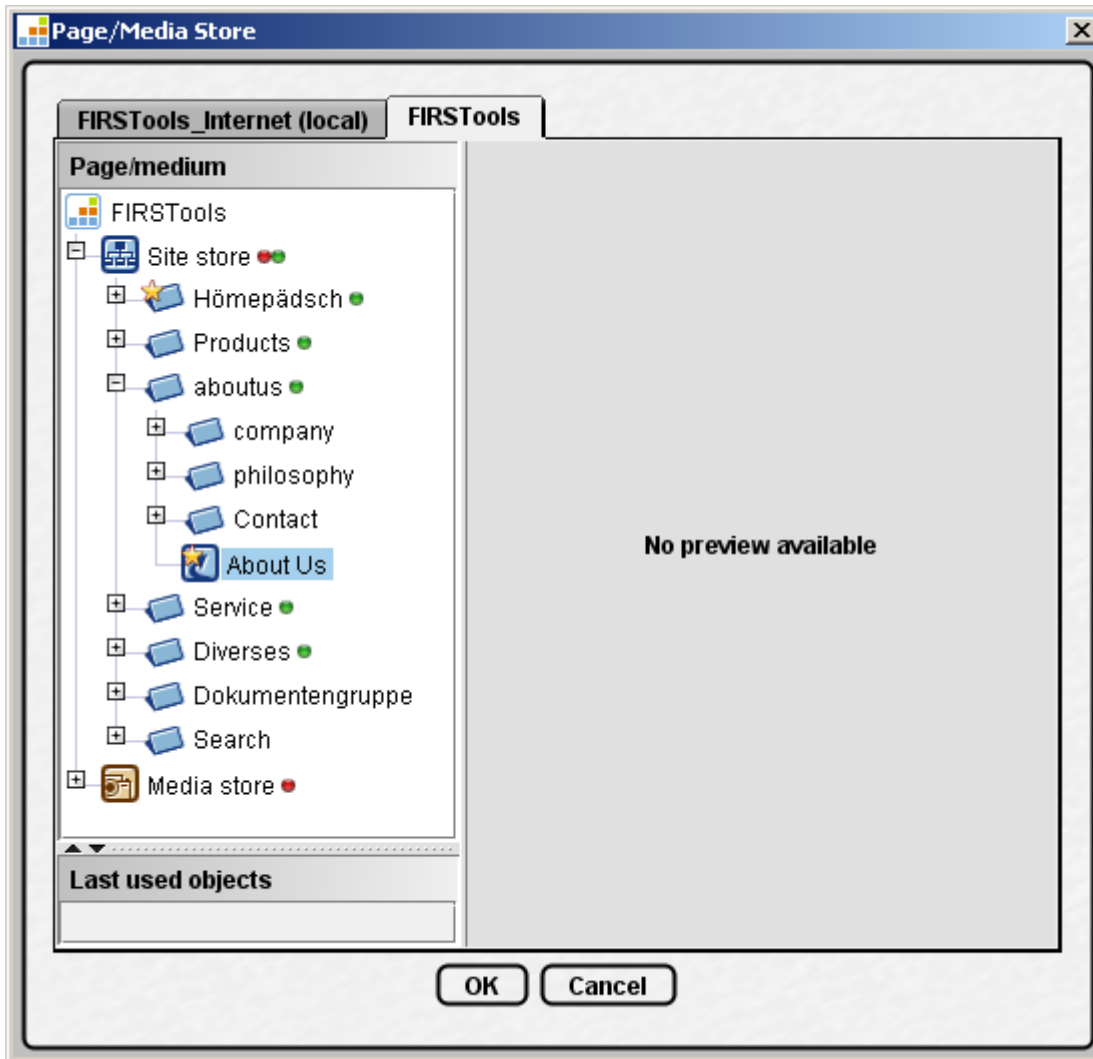 Page/Media Store
FIRSTools_Internet (local)
FIRSTools
Page/medium
FIRSTools
Site store
Hömepädsch
Products
aboutus
company
philosophy
Contact
About Us
Service
Diverses
Dokumentengruppe
Search
Media store
Last used objects
No preview available
OK
Cancel